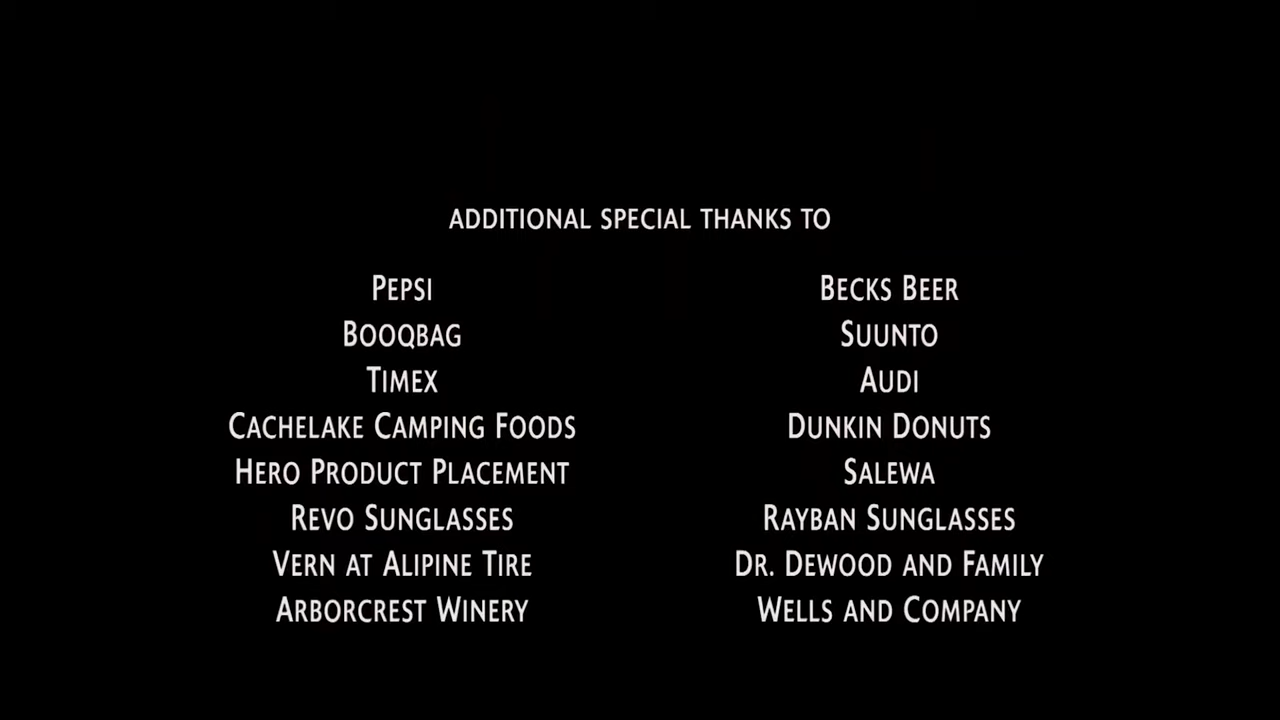 ADDITIONAL SPECIAL THANKS TO
PEPSI
BECKS BEER
BOOQBAG
SUUNTO
TIMEX
AUDI
CACHELAKE CAMPING FOODS
DUNKIN DONUTS
HERO PRODUCT PLACEMENT
SALEWA
REVO SUNGLASSES
RAYBAN SUNGLASSES
VERN AT ALIPINE TIRE
DR. DEWOOD AND FAMILY
ARBORCREST WINERY
WELLS AND COMPANY